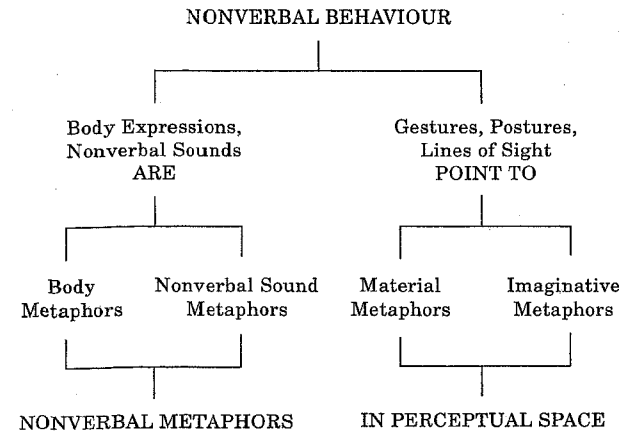 NONVERBAL BEHAVIOUR
Body Expressions,
Nonverbal Sounds
ARE
Gestures, Postures,
Lines of Sight
POINT TO
Body
Metaphors
Nonverbal Sound
Metaphors
Material
Metaphors
Imaginative
Metaphors
NONVERBAL METAPHORS
IN PERCEPTUAL SPACE